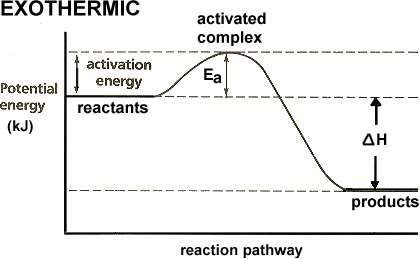 EXOTHERMIC
activated
complex
activation
energy
Ea
Potential
energy
(kJ)
reactants
ΔH
products
reaction pathway